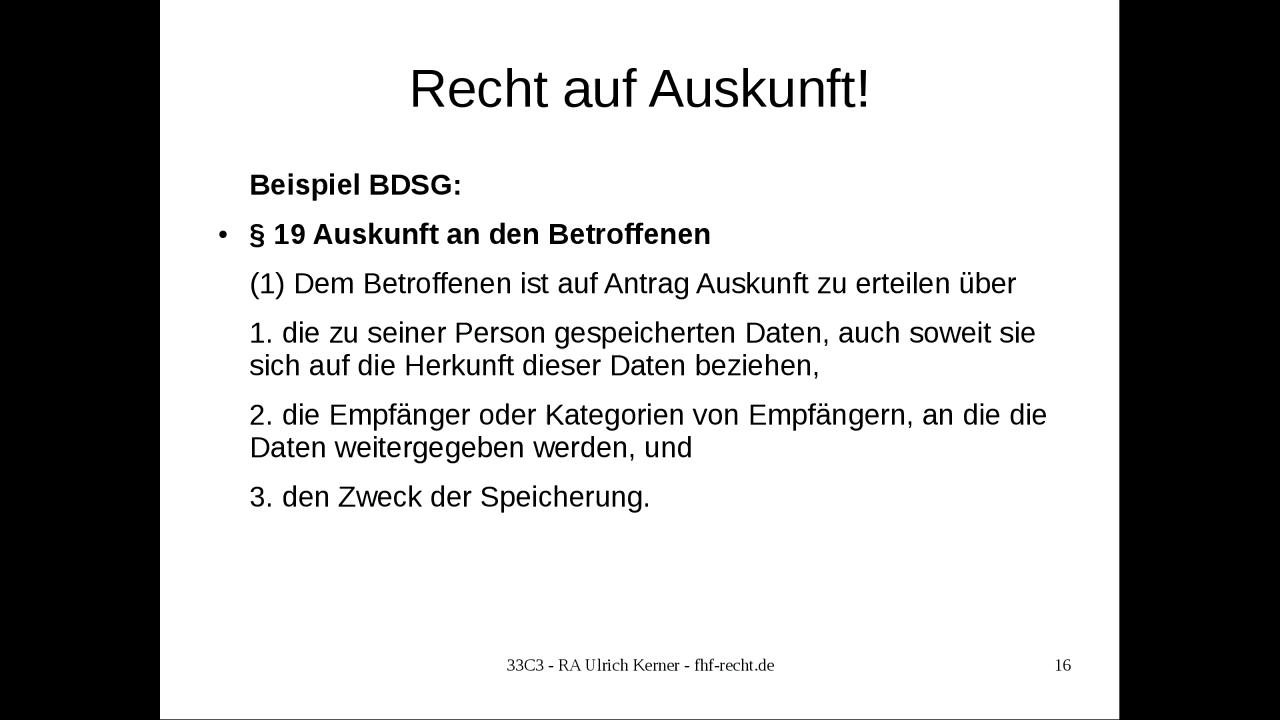 Recht auf Auskunft!
Beispiel BDSG:
• § 19 Auskunft an den Betroffenen
(1) Dem Betroffenen ist auf Antrag Auskunft zu erteilen über
1. die zu seiner Person gespeicherten Daten, auch soweit sie
sich auf die Herkunft dieser Daten beziehen,
2. die Empfänger oder Kategorien von Empfängern, an die die
Daten weitergegeben werden, und
3. den Zweck der Speicherung.
33C3 - RA Ulrich Kerner - fhf-recht.de 16